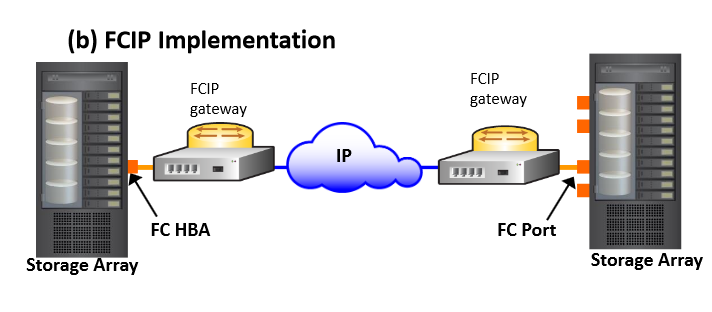 (b) FCIP Implementation
FCIP
gateway
FCIP
gateway
IP
FC HBA
FC Port
Storage Array
Storage Array